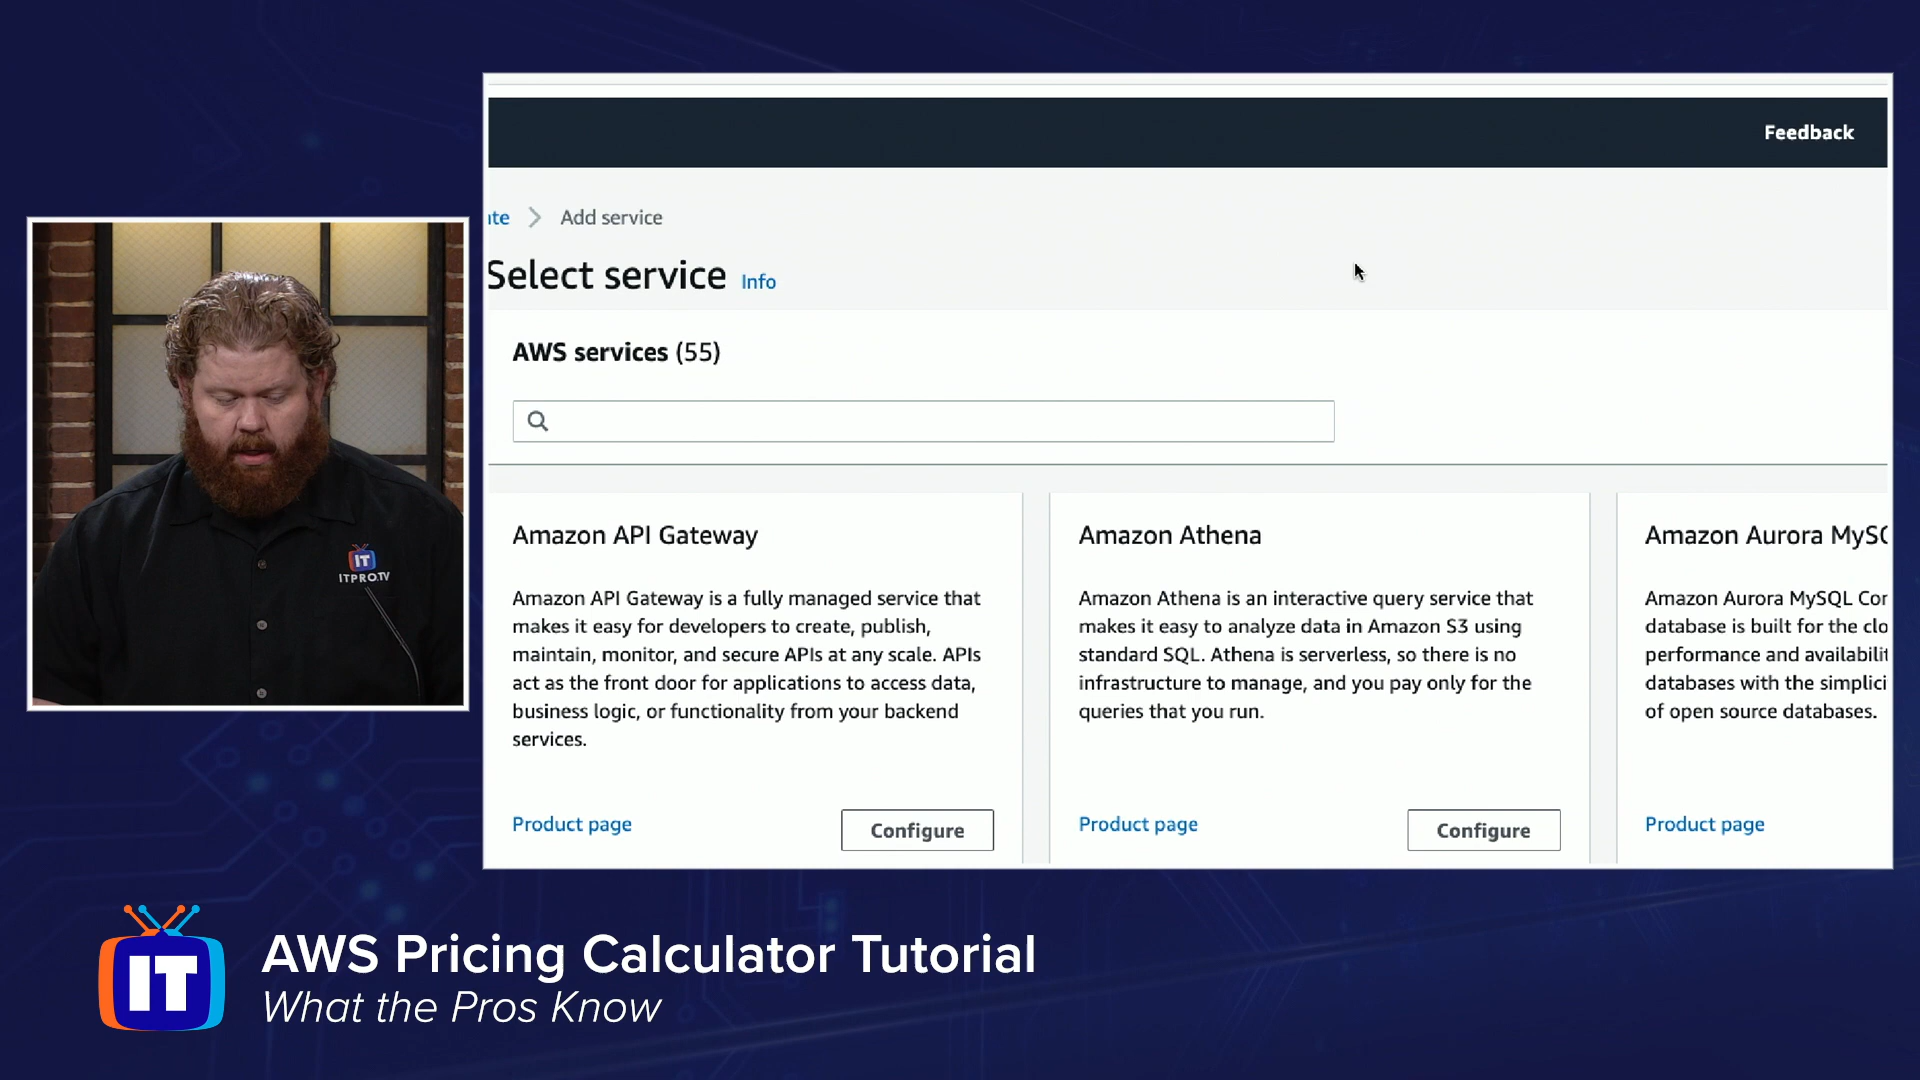 Feedback
ate > Add service
Select service Info
AWS services (55)
Amazon API Gateway
Amazon API Gateway is a fully managed service that
makes it easy for developers to create, publish,
maintain, monitor, and secure APIs at any scale. APIs
act as the front door for applications to access data,
business logic, or functionality from your backend
services.
Product page
Configure
Amazon Athena
Amazon Athena is an interactive query service that
makes it easy to analyze data in Amazon S3 using
standard SQL. Athena is serverless, so there is no
infrastructure to manage, and you pay only for the
queries that you run.
Product page
Configure
Amazon Aurora MySQ
Amazon Aurora MySQL Cor
database is built for the clo
performance and availabilit
databases with the simplici
of open source databases.
Product page
IT
ITPRO.TV
IT
AWS Pricing Calculator Tutorial
What the Pros Know